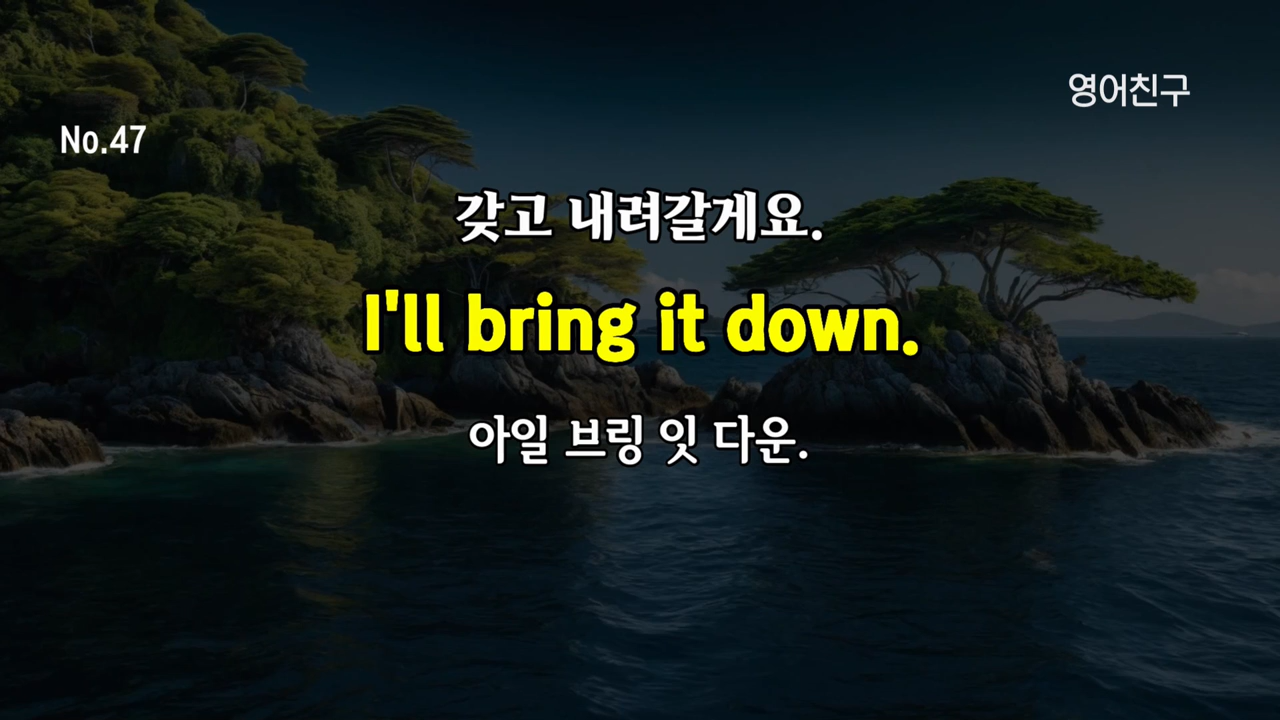 영어친구
No.47
갖고 내려갈게요.
I'll bring it down.
아일 브링 잇 다운.